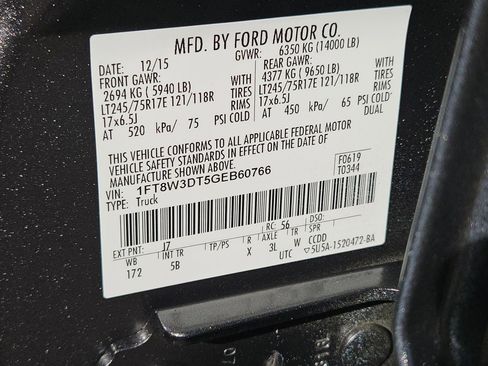 MFD. BY FORD MOTOR CO.
DATE: 12/15 GVWR: 6350 KG (14000 LB)
FRONT GAWR: REAR GAWR:
2694 KG ( 5940 LB) WITH 4377 KG ( 9650 LB) WITH
LT245/75R17E 121/118R TIRES LT245/75R17E 121/118R TIRES
17x6.5J RIMS 17x6.5J RIMS
AT 520 kPa/ 75 PSI COLD AT 450 kPa/ 65 PSI COLD
DUAL
THIS VEHICLE CONFORMS TO ALL APPLICABLE FEDERAL MOTOR
VEHICLE SAFETY STANDARDS IN EFFECT ON THE DATE OF
MANUFACTURE SHOWN ABOVE.
VIN: 1FT8W3DT5GEB60766
TYPE: Truck
F0619
T0344
EXT PNT: J7 RC: 56 DSO:
WB INT TR TP/PS R AXLE TR SPR
172 5B X 3L W CCDD
UTC ▽5U5A-1520472-BA